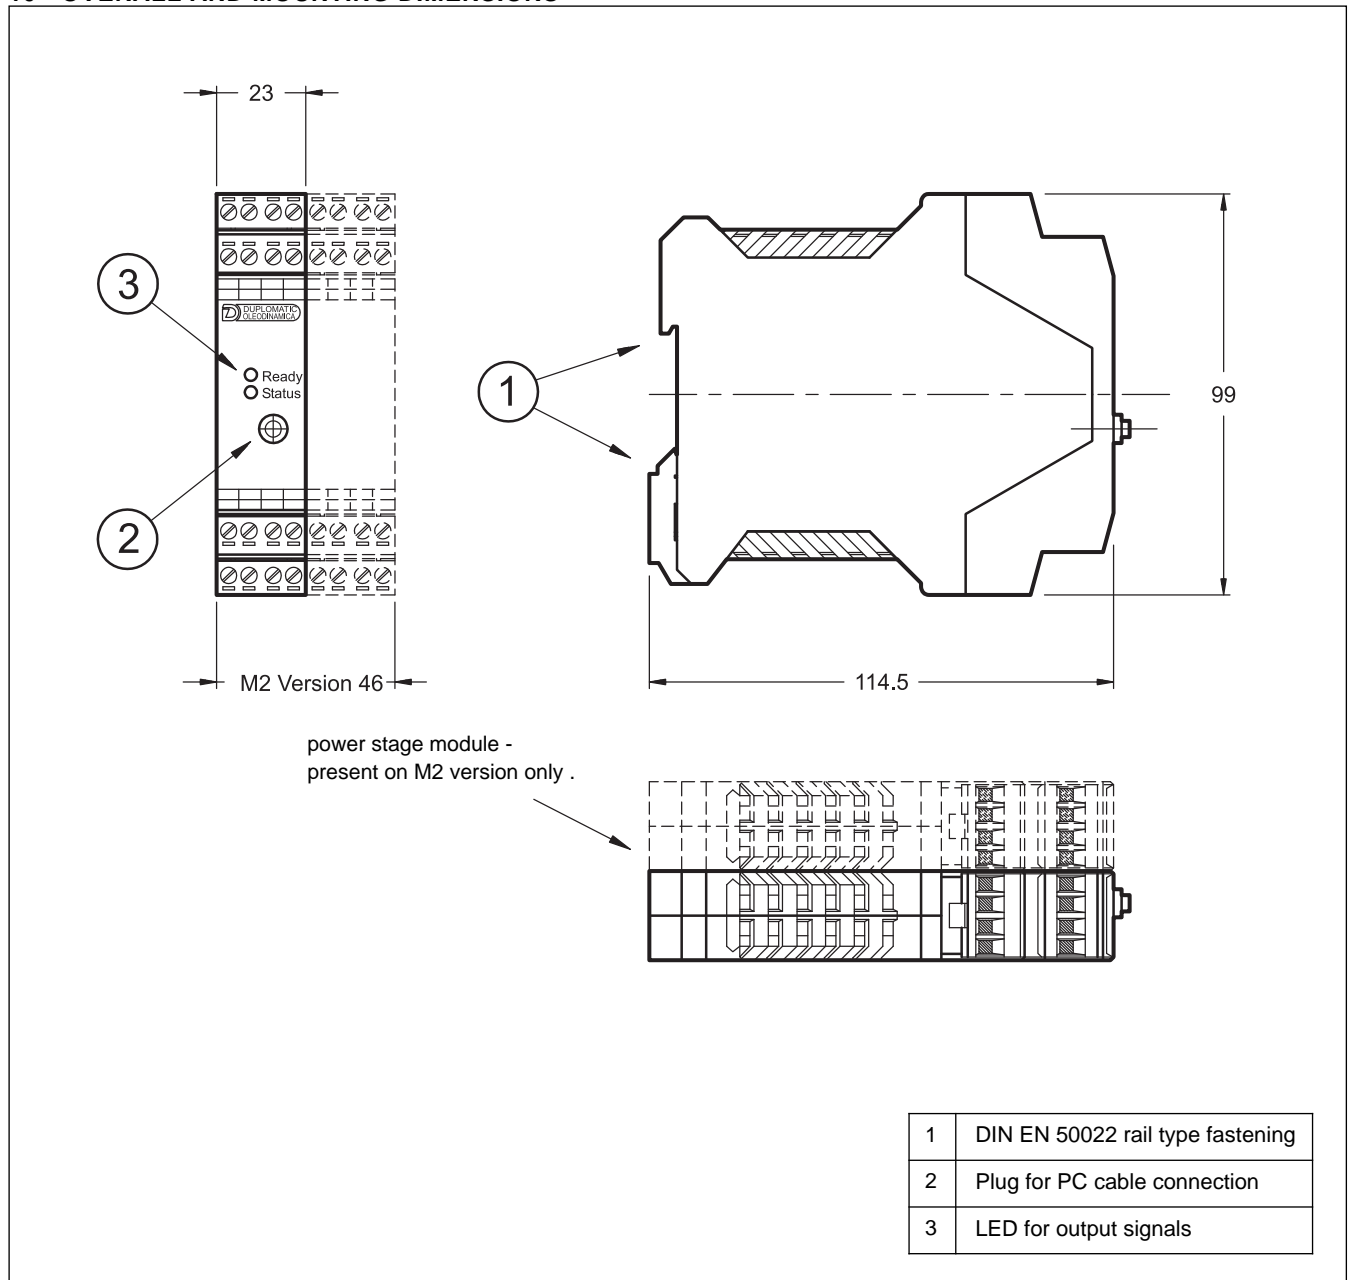 23
DUPLOMATIC
OLEODINAMICA
3
Ready
Status
1
99
2
M2 Version 46
114.5
power stage module -
present on M2 version only .
1 DIN EN 50022 rail type fastening
2 Plug for PC cable connection
3 LED for output signals